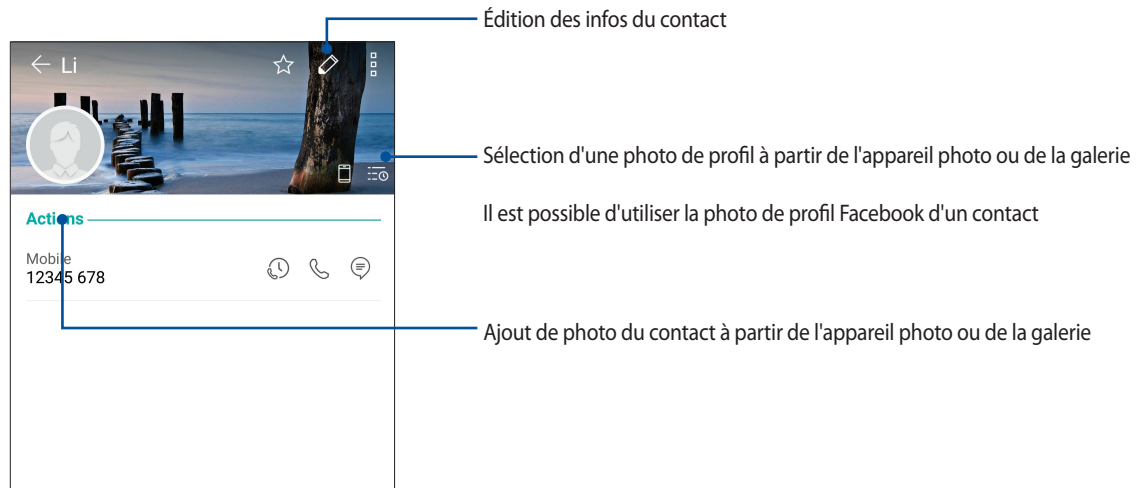 Édition des infos du contact
Li
Sélection d'une photo de profil à partir de l'appareil photo ou de la galerie
Il est possible d'utiliser la photo de profil Facebook d'un contact
Actions
Mobile
12345 678
Ajout de photo du contact à partir de l'appareil photo ou de la galerie